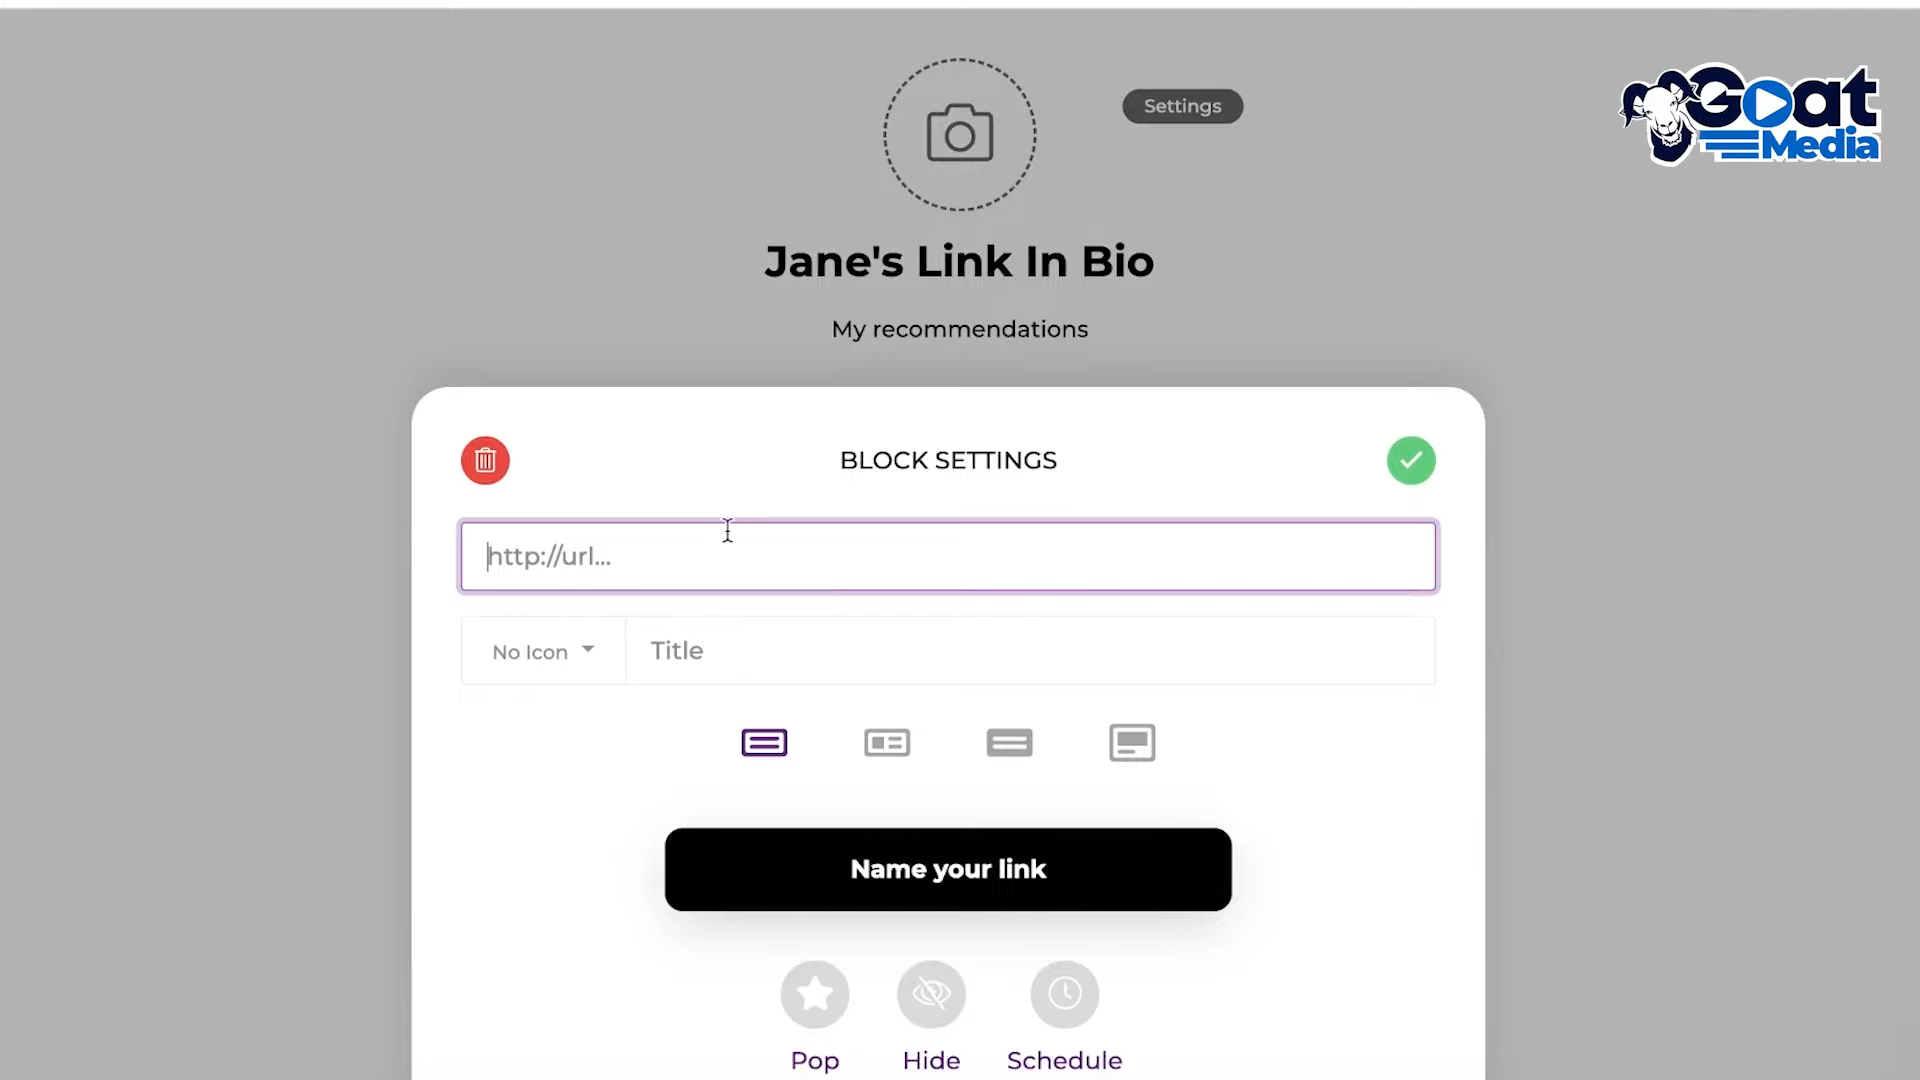 Settings
Goat
Media
Jane's Link In Bio
My recommendations
BLOCK SETTINGS
http://url...
No Icon
Title
Name your link
Pop
Hide
Schedule